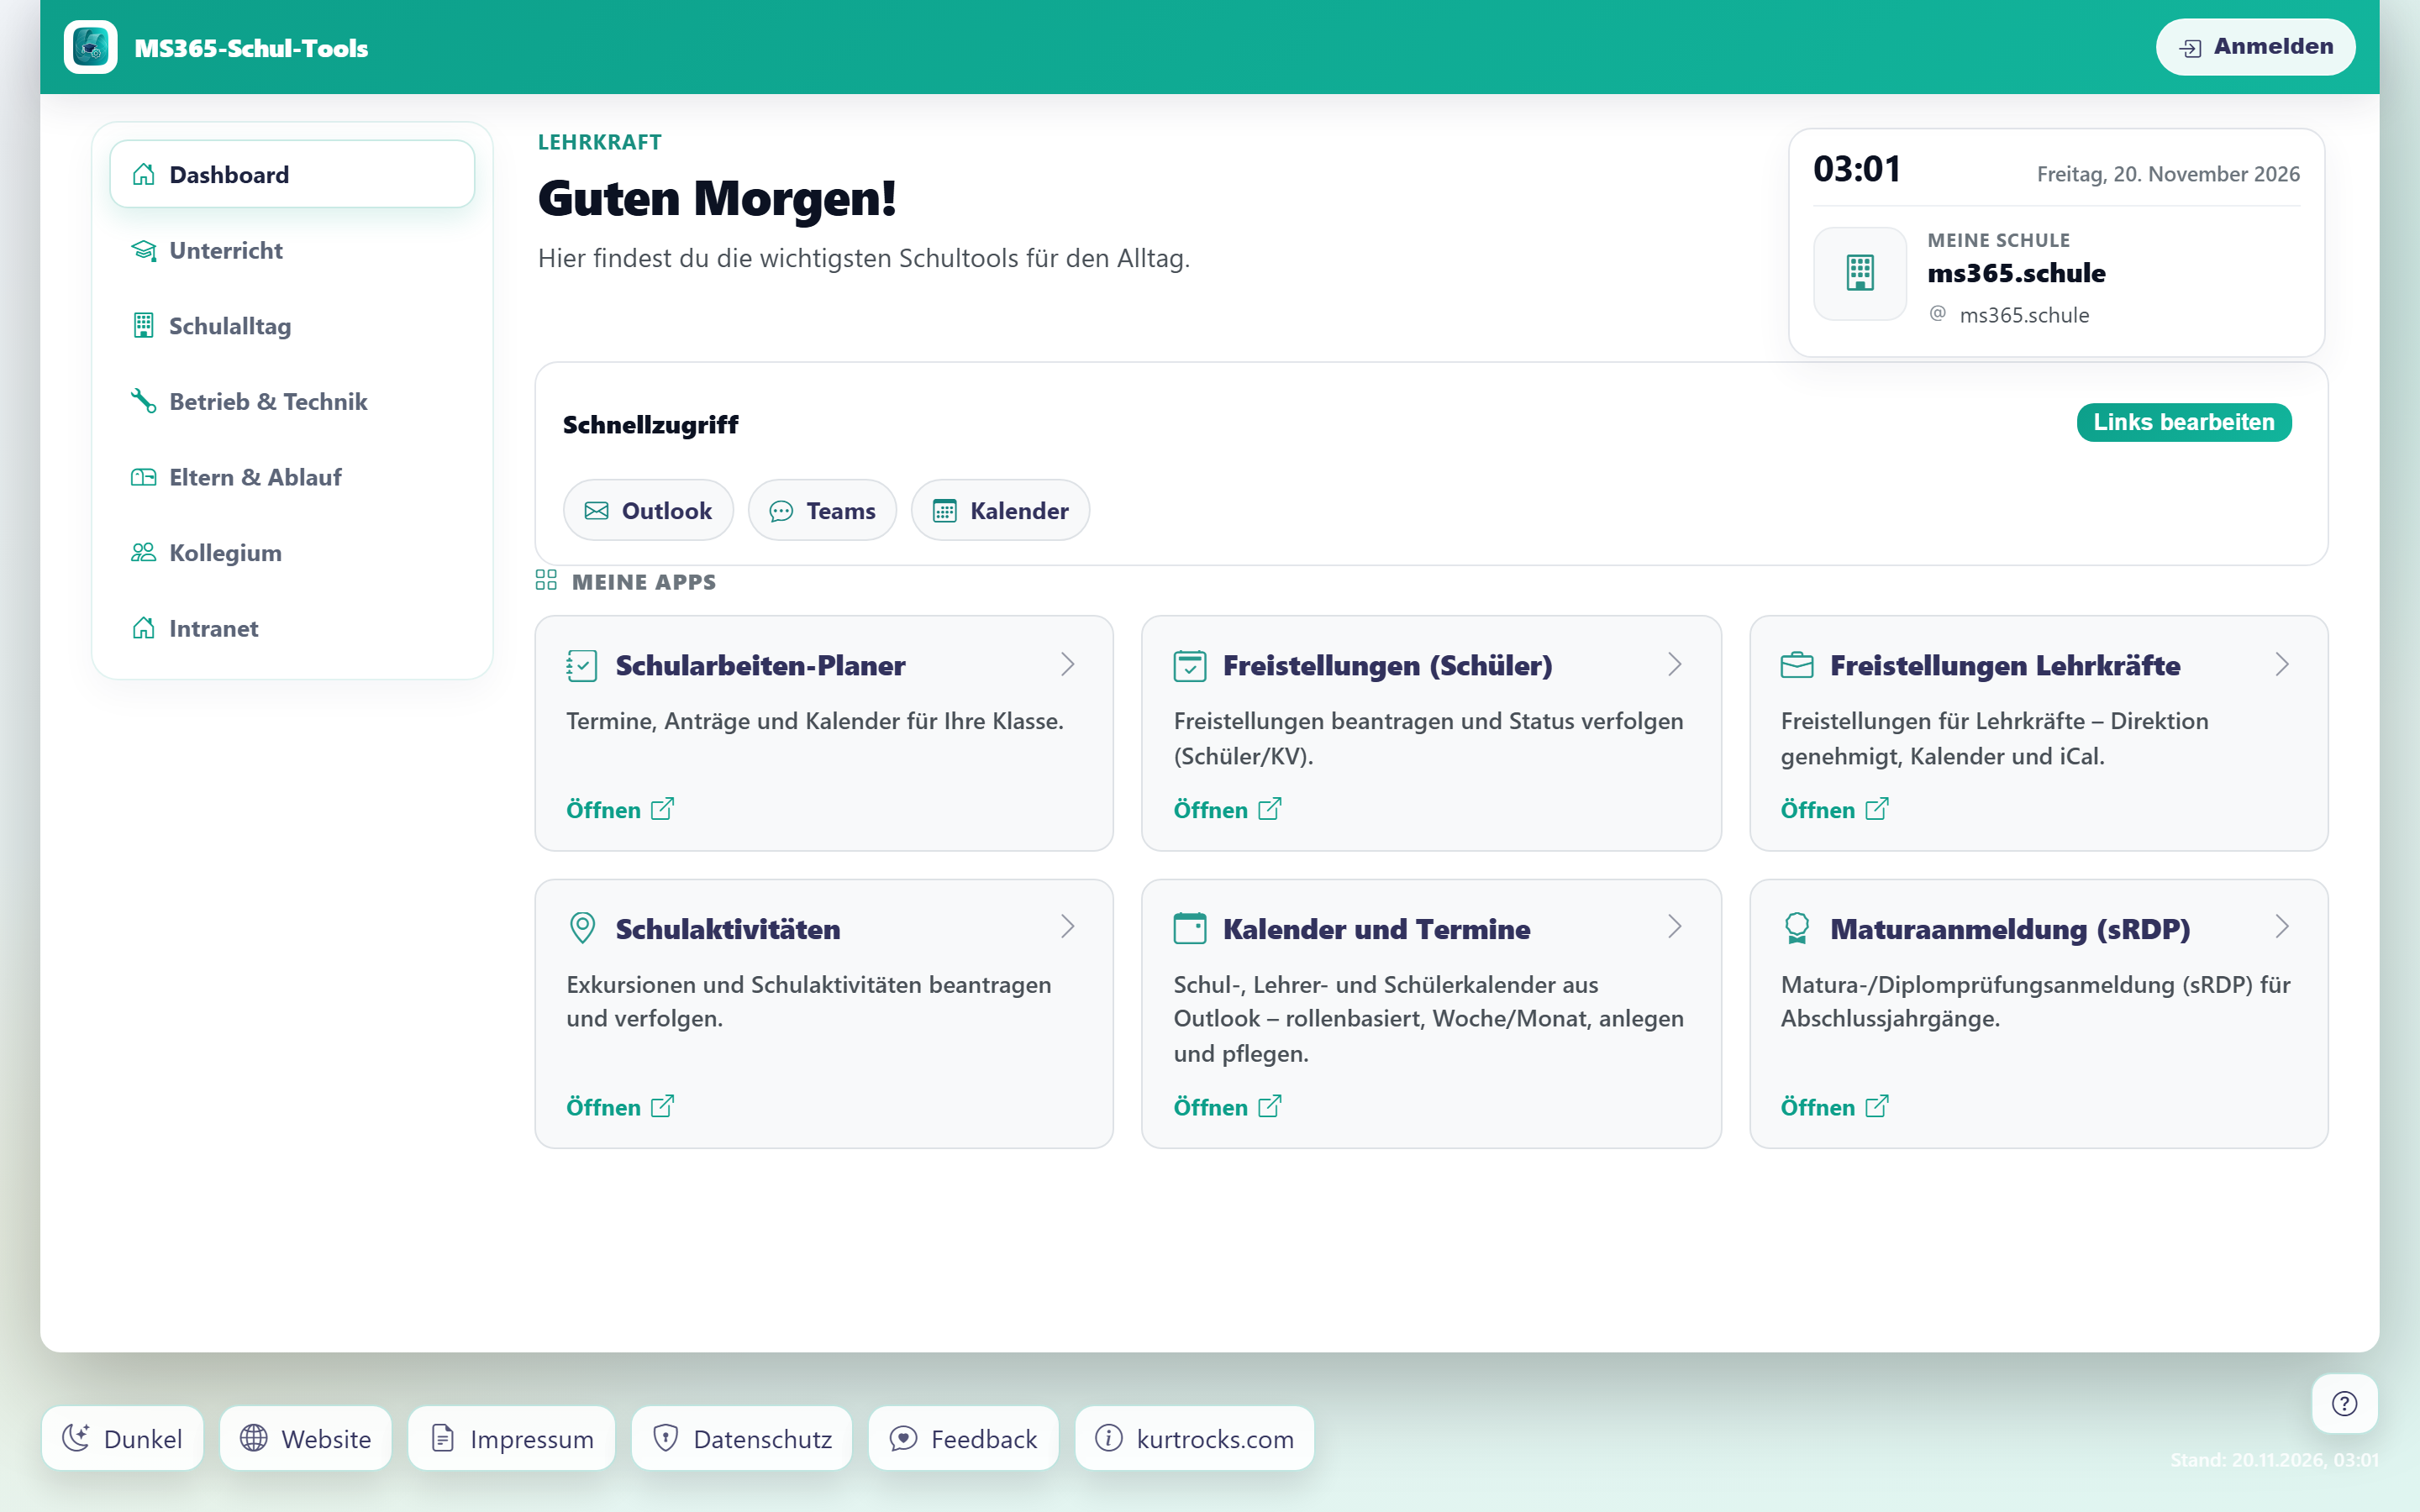 MS365-Schul-Tools
Anmelden
Dashboard
Unterricht
Schulalltag
Betrieb & Technik
Eltern & Ablauf
Kollegium
Intranet
LEHRKRAFT
Guten Morgen!
Hier findest du die wichtigsten Schultools für den Alltag.
03:01
Freitag, 20. November 2026
MEINE SCHULE
ms365.schule
@ ms365.schule
Schnellzugriff
Links bearbeiten
Outlook
Teams
Kalender
MEINE APPS
Schularbeiten-Planer
Termine, Anträge und Kalender für Ihre Klasse.
Öffnen
Freistellungen (Schüler)
Freistellungen beantragen und Status verfolgen
(Schüler/KV).
Öffnen
Freistellungen Lehrkräfte
Freistellungen für Lehrkräfte – Direktion
genehmigt, Kalender und iCal.
Öffnen
Schulaktivitäten
Exkursionen und Schulaktivitäten beantragen
und verfolgen.
Öffnen
Kalender und Termine
Schul-, Lehrer- und Schülerkalender aus
Outlook – rollenbasiert, Woche/Monat, anlegen
und pflegen.
Öffnen
Maturaanmeldung (sRDP)
Matura-/Diplomprüfungsanmeldung (sRDP) für
Abschlussjahrgänge.
Öffnen
Dunkel
Website
Impressum
Datenschutz
Feedback
kurtrocks.com
Stand: 20.11.2026, 03:01